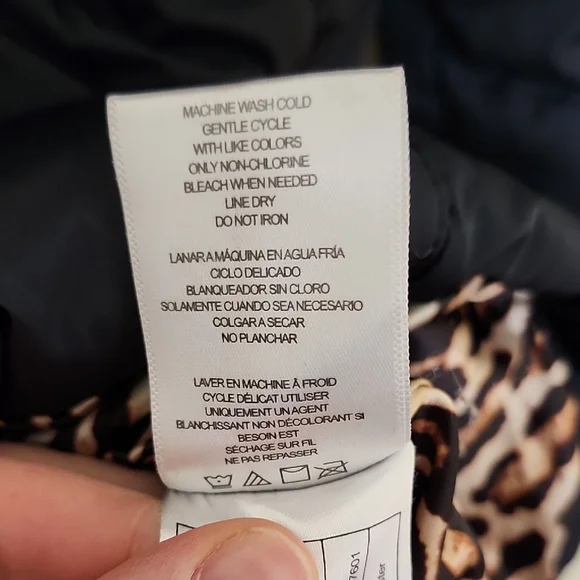 MACHINE WASH COLD
GENTLE CYCLE
WITH LIKE COLORS
ONLY NON-CHLORINE
BLEACH WHEN NEEDED
LINE DRY
DO NOT IRON
LANAR A MÁQUINA EN AGUA FRÍA
CICLO DELICADO
BLANQUEADOR SIN CLORO
SOLAMENTE CUANDO SEA NECESARIO
COLGAR A SECAR
NO PLANCHAR
LAVER EN MACHINE À FROID
CYCLE DÉLICAT UTILISER
UNIQUEMENT UN AGENT
BLANCHISSANT NON DÉCOLORANT SI
BESOIN EST
SÉCHAGE SUR FIL
NE PAS REPASSER
7601